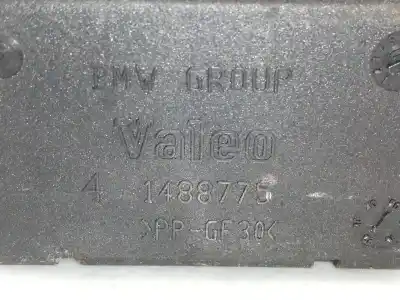 BMW GROUP
Valeo
4 1488775
>PP-GF30<